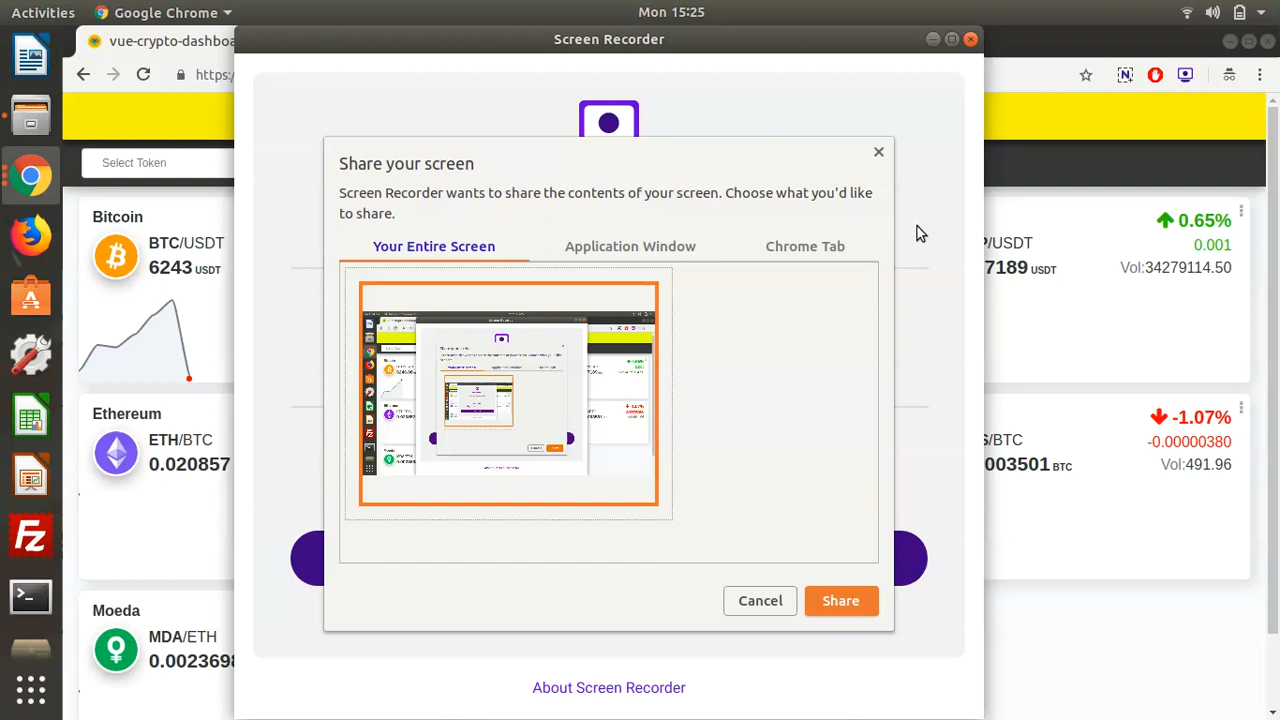 Activities
Google Chrome
Mon 15:25
vue-crypto-dashboa
Screen Recorder
https:/
Select Token
Share your screen
Screen Recorder wants to share the contents of your screen. Choose what you'd like
to share.
Your Entire Screen
Application Window
Chrome Tab
Bitcoin
BTC/USDT
6243 USDT
0.65%
P/USDT
0.001
7189 USDT
Vol:34279114.50
Ethereum
ETH/BTC
0.020857
-1.07%
S/BTC
-0.00000380
003501 BTC
Vol:491.96
Moeda
MDA/ETH
0.0023698
Cancel
Share
About Screen Recorder